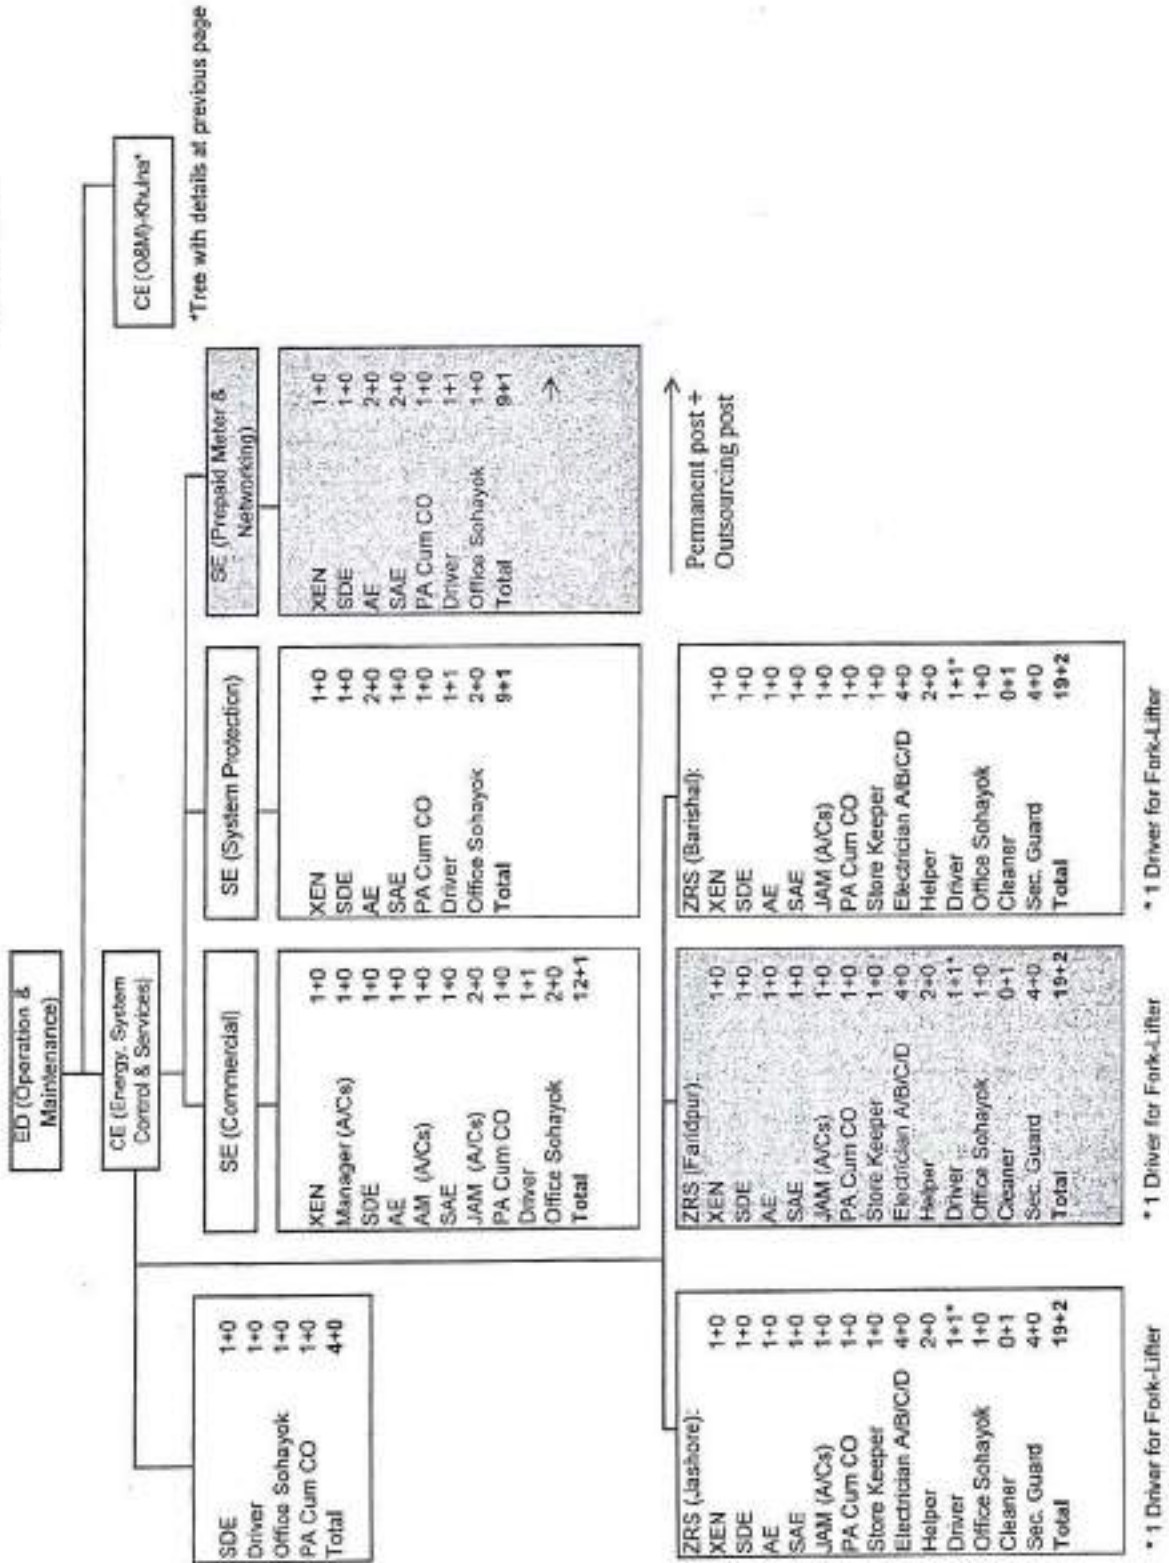 ED (Operation &
Maintenance)
CE (Energy, System
Control & Services)
CE (O&M)-Khulna*
*Tree with details at previous page
SDE 1+0
Driver 1+0
Office Sohayok 1+0
PA Cum CO 1+0
Total 4+0
SE (Commercial)
XEN 1+0
Manager (A/Cs) 1+0
SDE 1+0
AE 1+0
AM (A/Cs) 1+0
SAE 1+0
JAM (A/Cs) 2+0
PA Cum CO 1+0
Driver 1+1
Office Sohayok 2+0
Total 12+1
SE (System Protection)
XEN 1+0
SDE 1+0
AE 2+0
SAE 1+0
PA Cum CO 1+0
Driver 1+1
Office Sohayok 2+0
Total 9+1
SE (Prepaid Meter &
Networking)
XEN 1+0
SDE 1+0
AE 2+0
SAE 2+0
PA Cum CO 1+0
Driver 1+1
Office Sohayok 1+0
Total 9+1
Permanent post +
Outsourcing post
ZRS (Jashore):
XEN 1+0
SDE 1+0
AE 1+0
SAE 1+0
JAM (A/Cs) 1+0
PA Cum CO 1+0
Store Keeper 1+0
Electrician A/B/C/D 4+0
Helper 2+0
Driver 1+1*
Office Sohayok 1+0
Cleaner 0+1
Sec. Guard 4+0
Total 19+2
* 1 Driver for Fork-Lifter
ZRS (Faridpur):
XEN 1+0
SDE 1+0
AE 1+0
SAE 1+0
JAM (A/Cs) 1+0
PA Cum CO 1+0
Store Keeper 1+0
Electrician A/B/C/D 4+0
Helper 2+0
Driver 1+1*
Office Sohayok 1+0
Cleaner 0+1
Sec. Guard 4+0
Total 19+2
* 1 Driver for Fork-Lifter
ZRS (Barishal):
XEN 1+0
SDE 1+0
AE 1+0
SAE 1+0
JAM (A/Cs) 1+0
PA Cum CO 1+0
Store Keeper 1+0
Electrician A/B/C/D 4+0
Helper 2+0
Driver 1+1*
Office Sohayok 1+0
Cleaner 0+1
Sec. Guard 4+0
Total 19+2
* 1 Driver for Fork-Lifter